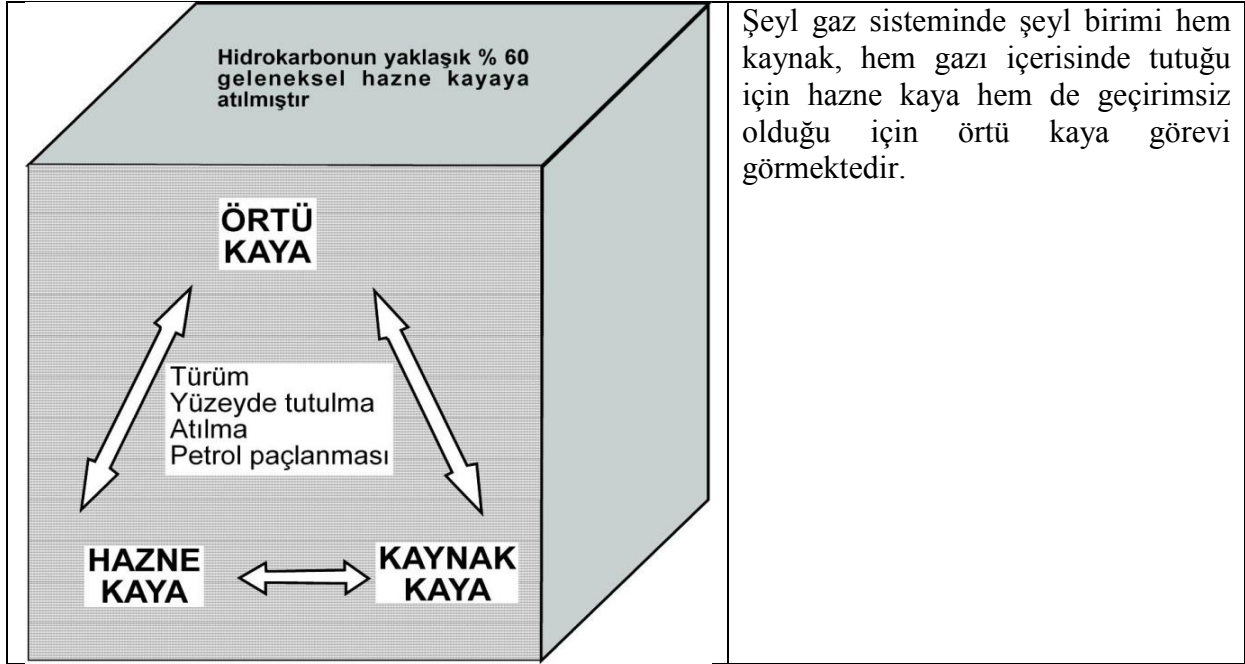 Hidrokarbonun yaklaşık % 60
geleneksel hazne kayaya
atılmıştır
ÖRTÜ
KAYA
Türüm
Yüzeyde tutulma
Atılma
Petrol paçlanması
HAZNE
KAYA
KAYNAK
KAYA
Şeyl gaz sisteminde şeyl birimi hem
kaynak, hem gazı içerisinde tutuğu
için hazne kaya hem de geçirimsiz
olduğu için örtü kaya görevi
görmektedir.